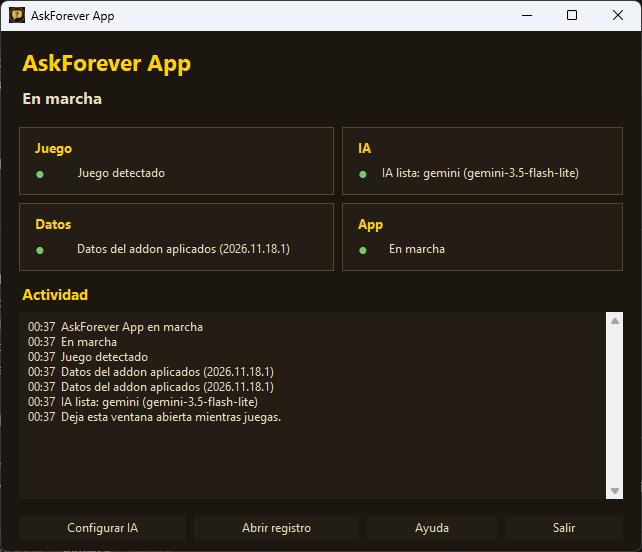 AskForever App
AskForever App
En marcha
Juego
Juego detectado
IA
IA lista: gemini (gemini-3.5-flash-lite)
Datos
Datos del addon aplicados (2026.11.18.1)
App
En marcha
Actividad
00:37 AskForever App en marcha
00:37 En marcha
00:37 Juego detectado
00:37 Datos del addon aplicados (2026.11.18.1)
00:37 Datos del addon aplicados (2026.11.18.1)
00:37 IA lista: gemini (gemini-3.5-flash-lite)
00:37 Deja esta ventana abierta mientras juegas.
Configurar IA
Abrir registro
Ayuda
Salir